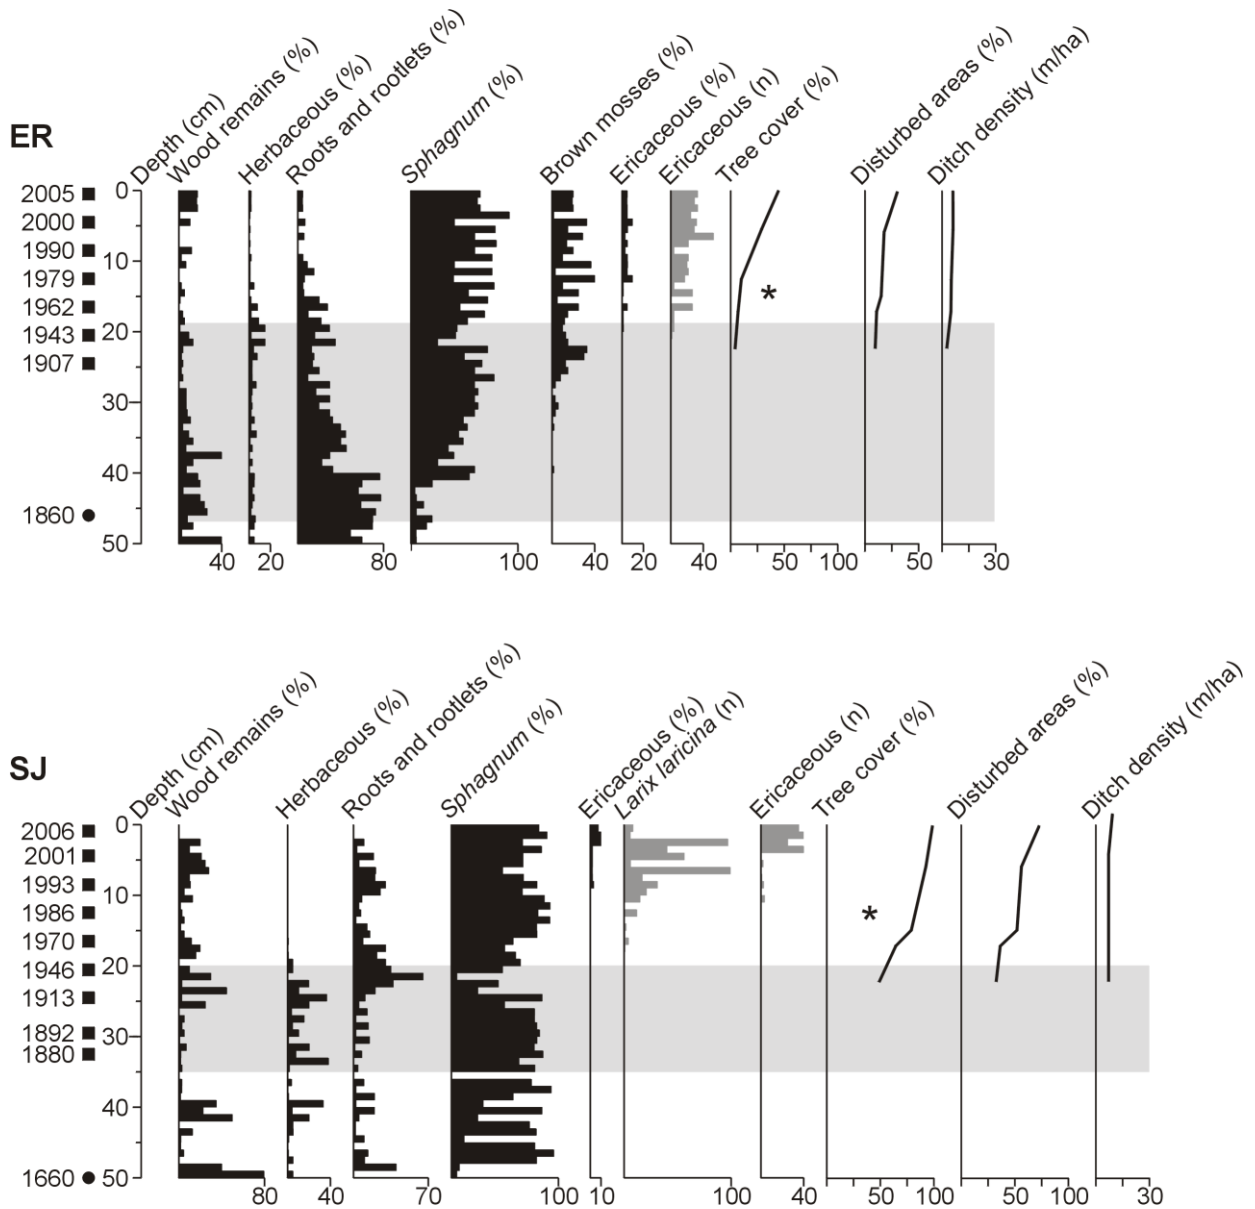 ER
Depth (cm)
Wood remains (%)
Herbaceous (%)
Roots and rootlets (%)
Sphagnum (%)
Brown mosses (%)
Ericaceous (%)
Ericaceous (n)
Tree cover (%)
Disturbed areas (%)
Ditch density (m/ha)
2005 0
2000
1990 10
1979
1962
1943 20
1907
30
40
1860
50
40 20 80 100 40 20 40 50 100 50 30
*
SJ
Depth (cm)
Wood remains (%)
Herbaceous (%)
Roots and rootlets (%)
Sphagnum (%)
Ericaceous (%)
Larix laricina (n)
Ericaceous (n)
Tree cover (%)
Disturbed areas (%)
Ditch density (m/ha)
2006 0
2001
1993 10
1986
1970
1946 20
1913
1892 30
1880
40
1660 50
80 40 70 100 10 100 40 50 100 50 100 30
*